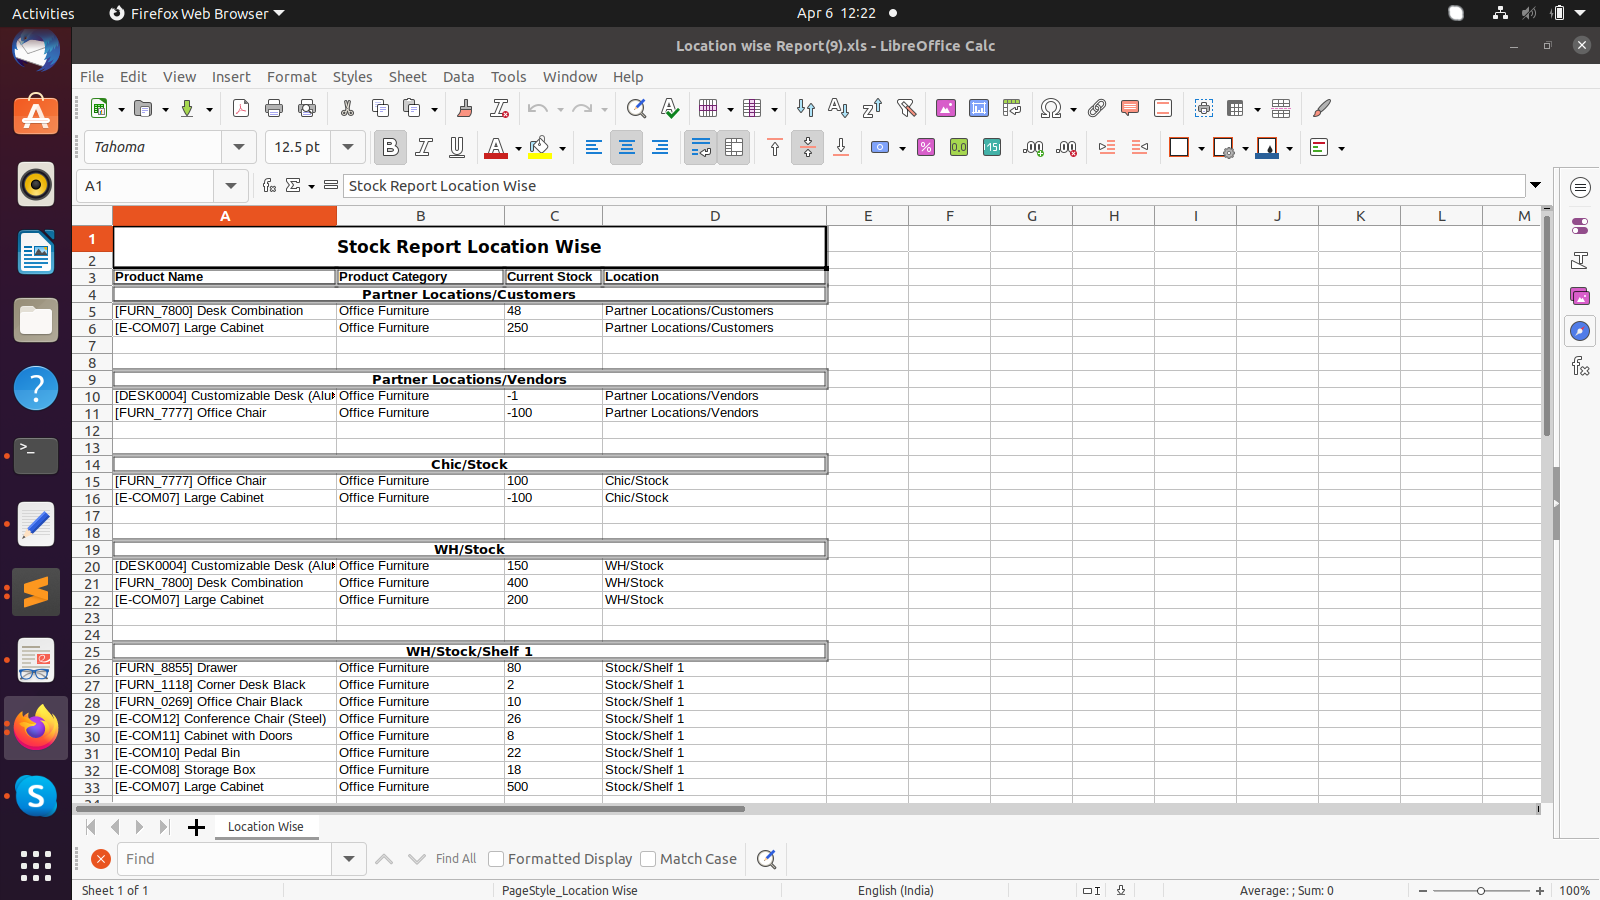 Activities
Firefox Web Browser
Apr 6 12:22
Location wise Report(9).xls - LibreOffice Calc
File Edit View Insert Format Styles Sheet Data Tools Window Help
Tahoma
12.5 pt
A1
Stock Report Location Wise
A B C D E F G H I J K L M
1 Stock Report Location Wise
2
3 Product Name Product Category Current Stock Location
4 Partner Locations/Customers
5 [FURN_7800] Desk Combination Office Furniture 48 Partner Locations/Customers
6 [E-COM07] Large Cabinet Office Furniture 250 Partner Locations/Customers
7
8
9 Partner Locations/Vendors
10 [DESK0004] Customizable Desk (Alu Office Furniture -1 Partner Locations/Vendors
11 [FURN_7777] Office Chair Office Furniture -100 Partner Locations/Vendors
12
13
14 Chic/Stock
15 [FURN_7777] Office Chair Office Furniture 100 Chic/Stock
16 [E-COM07] Large Cabinet Office Furniture -100 Chic/Stock
17
18
19 WH/Stock
20 [DESK0004] Customizable Desk (Alu Office Furniture 150 WH/Stock
21 [FURN_7800] Desk Combination Office Furniture 400 WH/Stock
22 [E-COM07] Large Cabinet Office Furniture 200 WH/Stock
23
24
25 WH/Stock/Shelf 1
26 [FURN_8855] Drawer Office Furniture 80 Stock/Shelf 1
27 [FURN_1118] Corner Desk Black Office Furniture 2 Stock/Shelf 1
28 [FURN_0269] Office Chair Black Office Furniture 10 Stock/Shelf 1
29 [E-COM12] Conference Chair (Steel) Office Furniture 26 Stock/Shelf 1
30 [E-COM11] Cabinet with Doors Office Furniture 8 Stock/Shelf 1
31 [E-COM10] Pedal Bin Office Furniture 22 Stock/Shelf 1
32 [E-COM08] Storage Box Office Furniture 18 Stock/Shelf 1
33 [E-COM07] Large Cabinet Office Furniture 500 Stock/Shelf 1
Location Wise
Find
Find All
Formatted Display
Match Case
Sheet 1 of 1
PageStyle_Location Wise
English (India)
Average: ; Sum: 0
100%